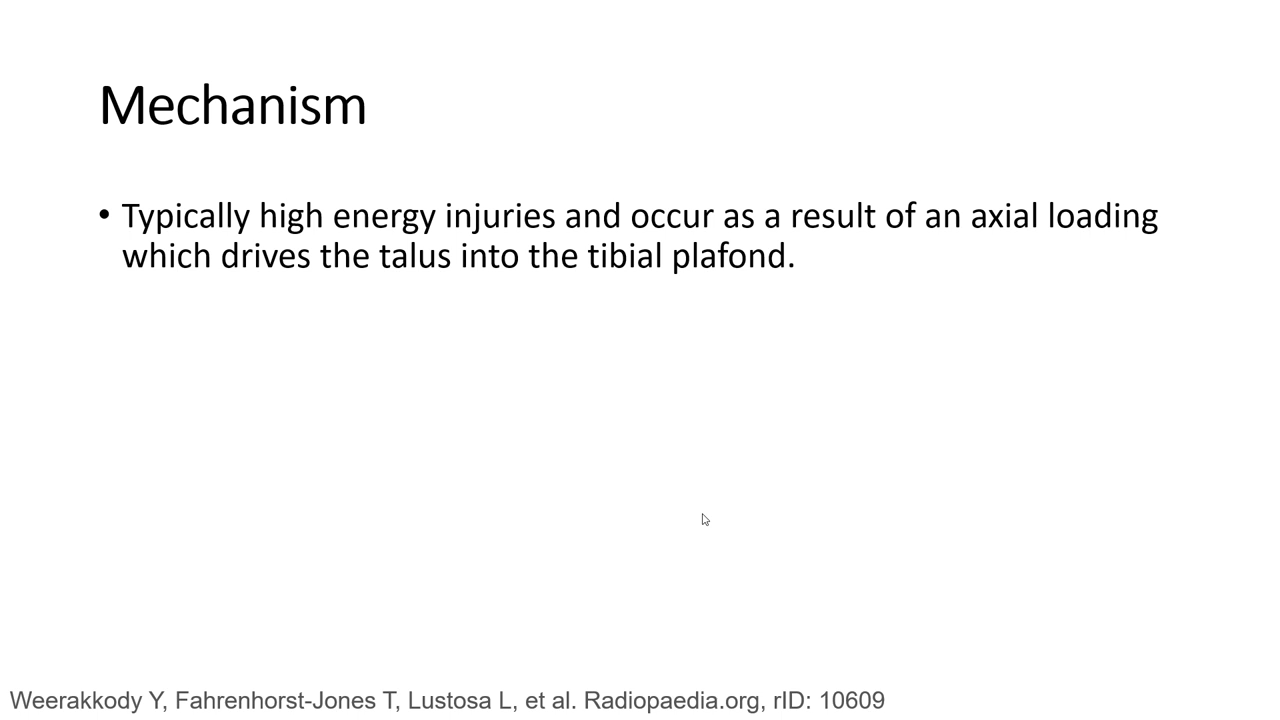 Mechanism
• Typically high energy injuries and occur as a result of an axial loading
which drives the talus into the tibial plafond.
Weerakkody Y, Fahrenhorst-Jones T, Lustosa L, et al. Radiopaedia.org, rID: 10609